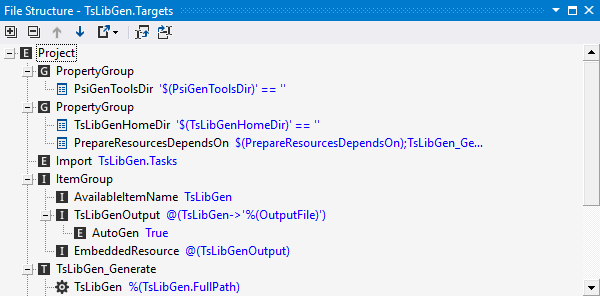 File Structure - TsLibGen.Targets
E Project
G PropertyGroup
PsiGenToolsDir '$(PsiGenToolsDir)' == ''
G PropertyGroup
TsLibGenHomeDir '$(TsLibGenHomeDir)' == ''
PrepareResourcesDependsOn $(PrepareResourcesDependsOn);TsLibGen_Ge...
E Import TsLibGen.Tasks
I ItemGroup
I AvailableItemName TsLibGen
I TsLibGenOutput @(TsLibGen->'%(OutputFile)')
E AutoGen True
I EmbeddedResource @(TsLibGenOutput)
T TsLibGen_Generate
TsLibGen %(TsLibGen.FullPath)